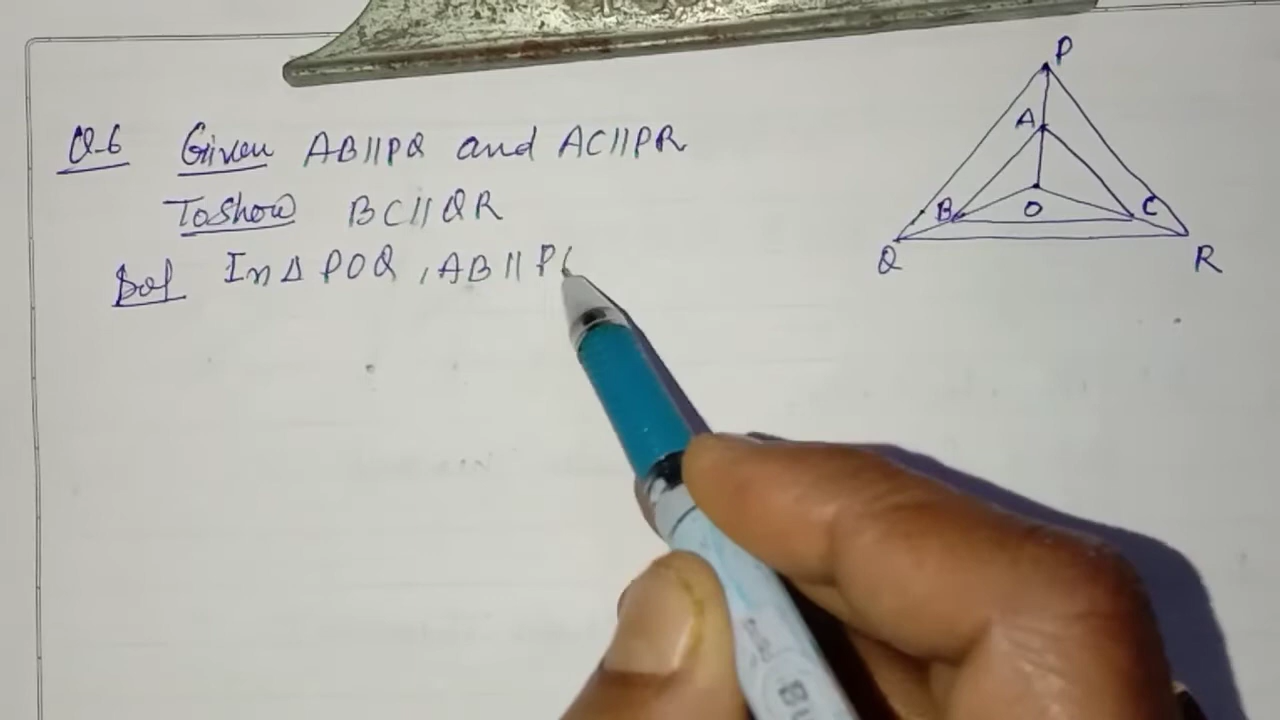 Q-6 Given AB||PQ and AC||PR
To show BC||QR
Sol In Δ POQ , AB || P
P
A
B
O
C
Q
R